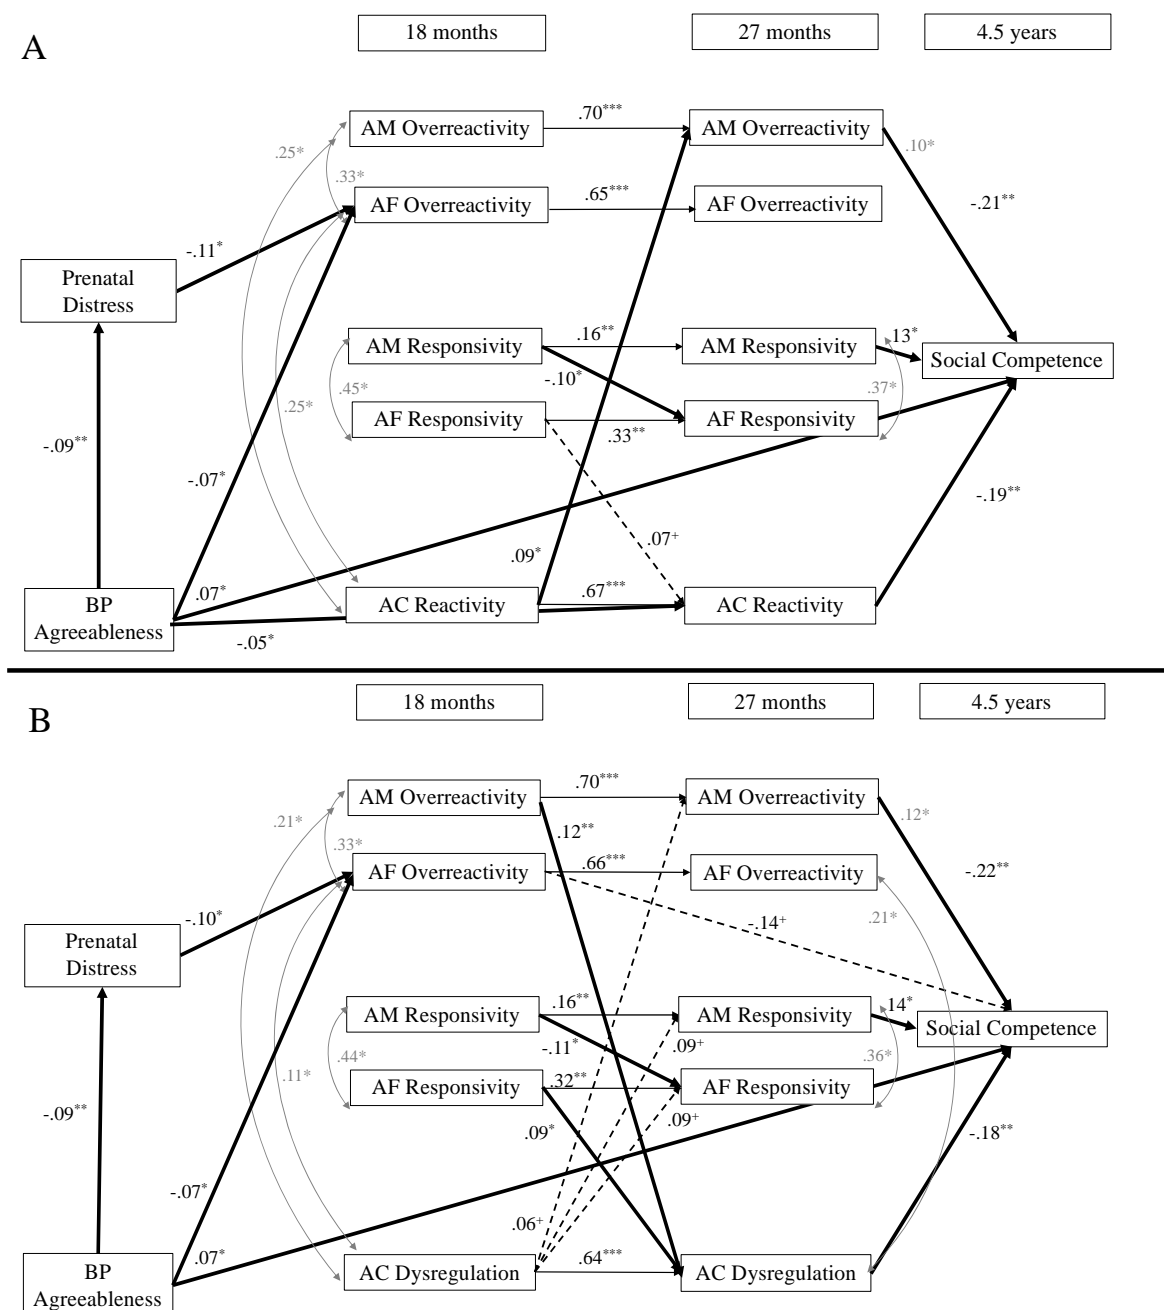 A
18 months
27 months
4.5 years
AM Overreactivity
.70***
AM Overreactivity
.10*
.25*
.33*
AF Overreactivity
.65***
AF Overreactivity
-.21**
-.11*
Prenatal
Distress
AM Responsivity
.16**
AM Responsivity
.13*
Social Competence
-.10*
.45*
.37*
.25*
AF Responsivity
.33**
AF Responsivity
-.09**
-.07*
-.19**
.07+
.09*
.07*
.67***
BP
Agreeableness
AC Reactivity
AC Reactivity
-.05*
B
18 months
27 months
4.5 years
AM Overreactivity
.70***
AM Overreactivity
.12*
.21*
.33*
.12**
AF Overreactivity
.66***
AF Overreactivity
-.22**
-.10*
.21*
-.14+
Prenatal
Distress
AM Responsivity
.16**
AM Responsivity
.14*
Social Competence
-.11*
.09+
.44*
.36*
.11*
AF Responsivity
.32**
AF Responsivity
-.09**
.09*
.09+
-.18**
-.07*
.06+
.07*
.64***
BP
Agreeableness
AC Dysregulation
AC Dysregulation